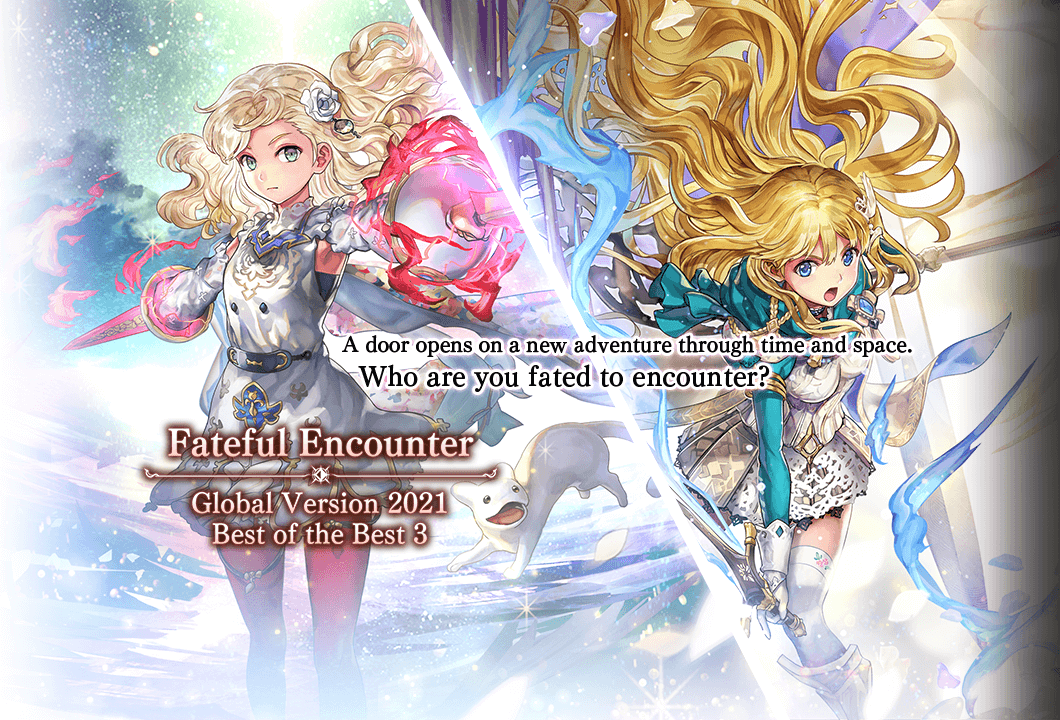 A door opens on a new adventure through time and space.
Who are you fated to encounter?
Fateful Encounter
Global Version 2021
Best of the Best 3